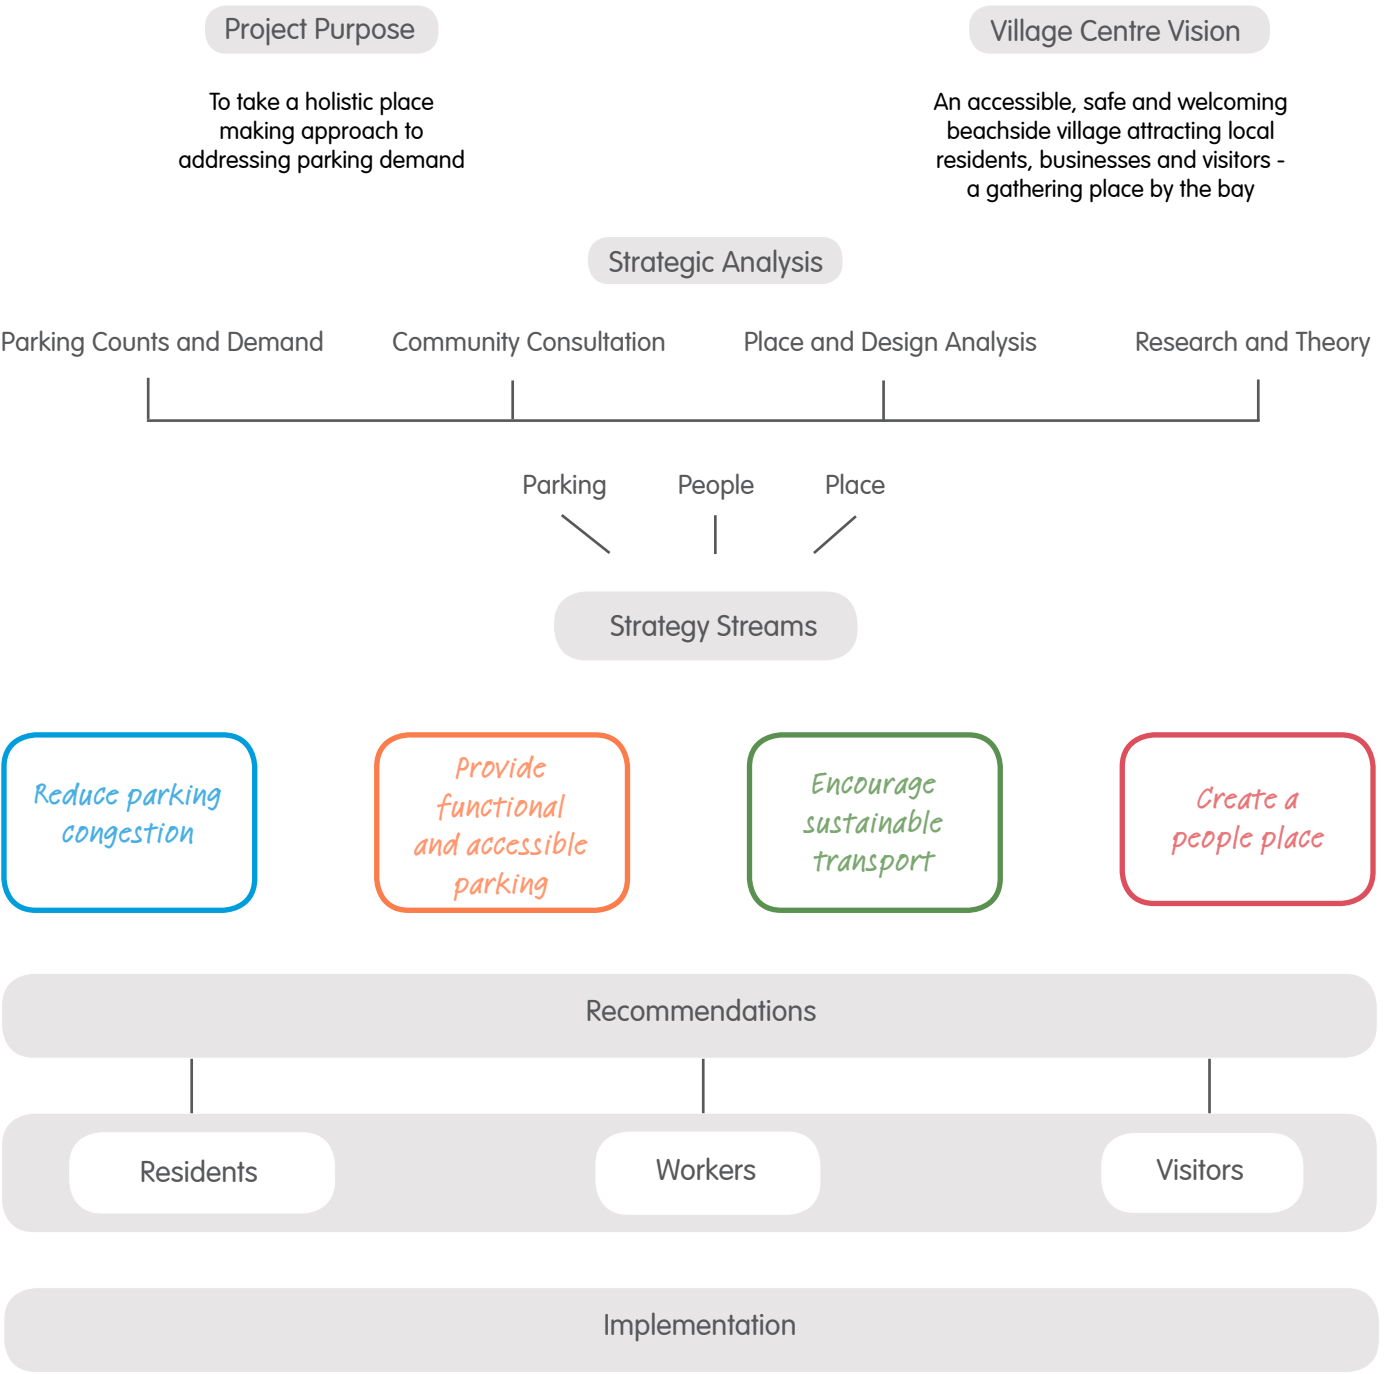 Project Purpose
Village Centre Vision
To take a holistic place
making approach to
addressing parking demand
An accessible, safe and welcoming
beachside village attracting local
residents, businesses and visitors -
a gathering place by the bay
Strategic Analysis
Parking Counts and Demand
Community Consultation
Place and Design Analysis
Research and Theory
Parking
People
Place
Strategy Streams
Reduce parking
congestion
Provide
functional
and accessible
parking
Encourage
sustainable
transport
Create a
people place
Recommendations
Residents
Workers
Visitors
Implementation